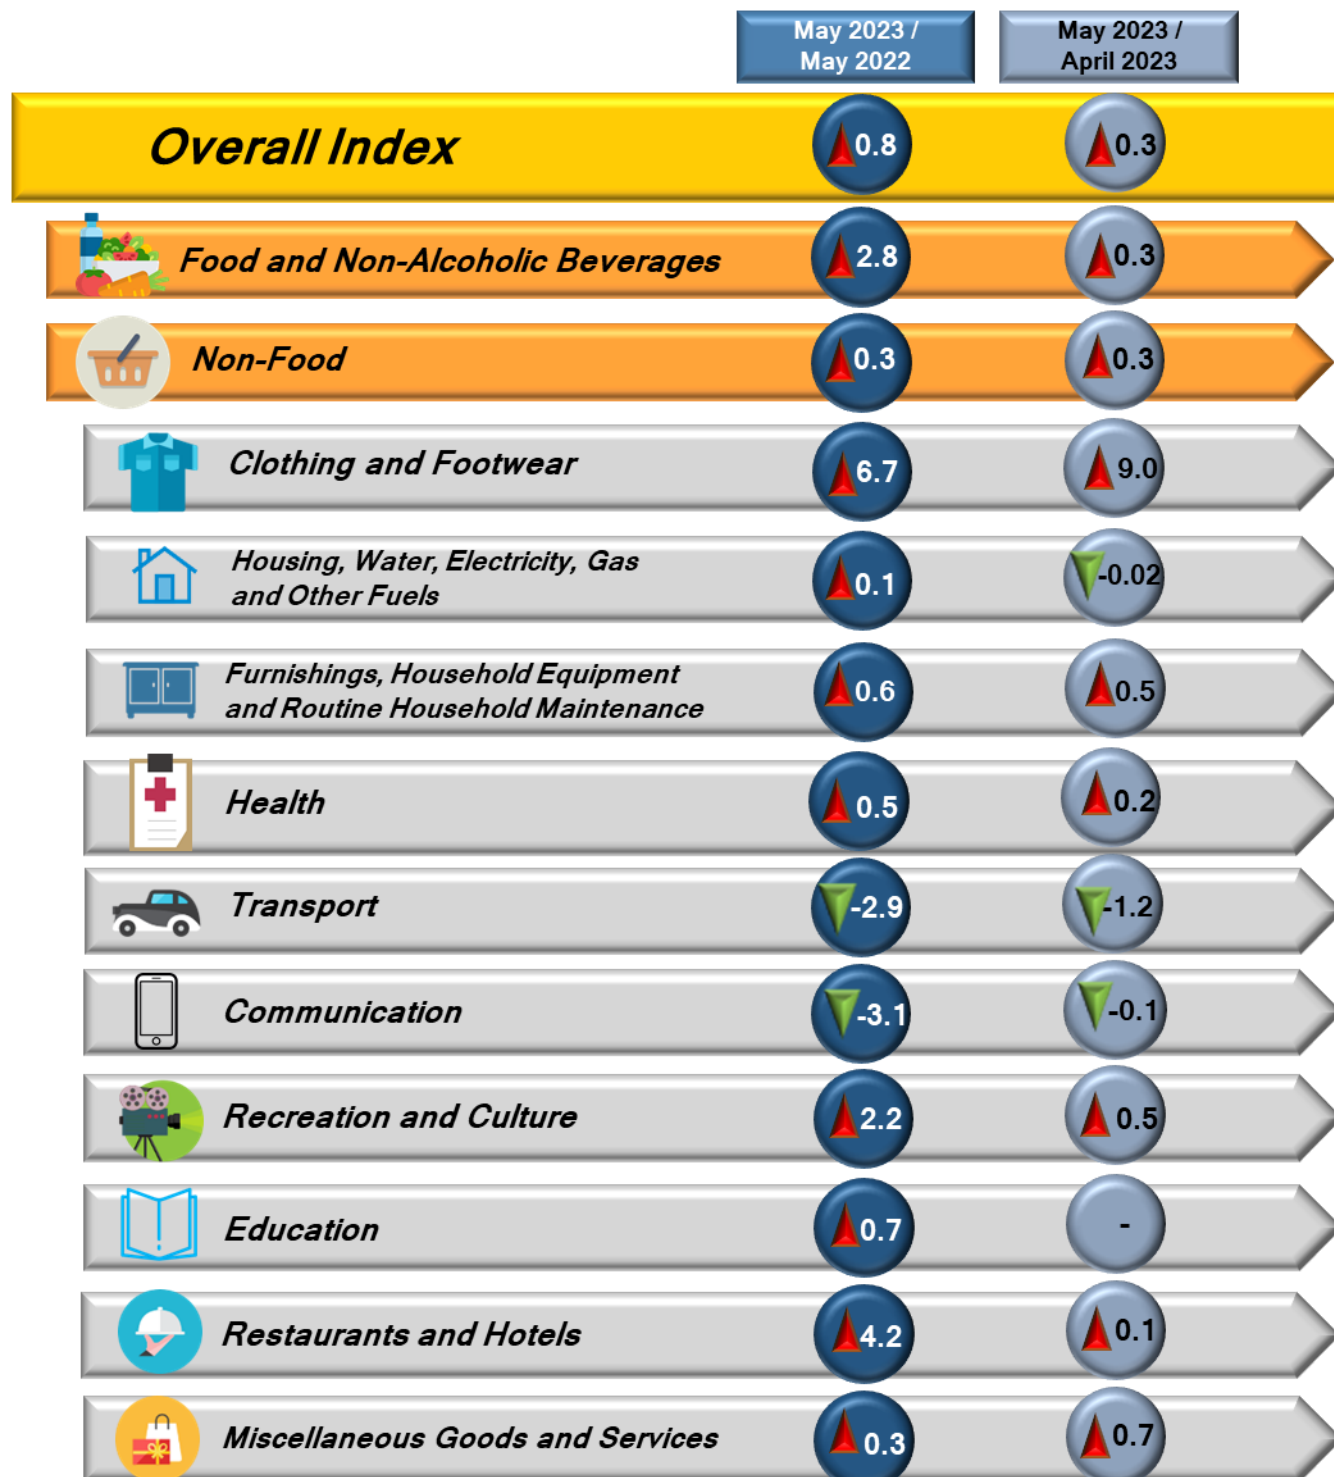 May 2023 /
May 2022
May 2023 /
April 2023
Overall Index 0.8 0.3
Food and Non-Alcoholic Beverages 2.8 0.3
Non-Food 0.3 0.3
Clothing and Footwear 6.7 9.0
Housing, Water, Electricity, Gas
and Other Fuels 0.1 -0.02
Furnishings, Household Equipment
and Routine Household Maintenance 0.6 0.5
Health 0.5 0.2
Transport -2.9 -1.2
Communication -3.1 -0.1
Recreation and Culture 2.2 0.5
Education 0.7 -
Restaurants and Hotels 4.2 0.1
Miscellaneous Goods and Services 0.3 0.7